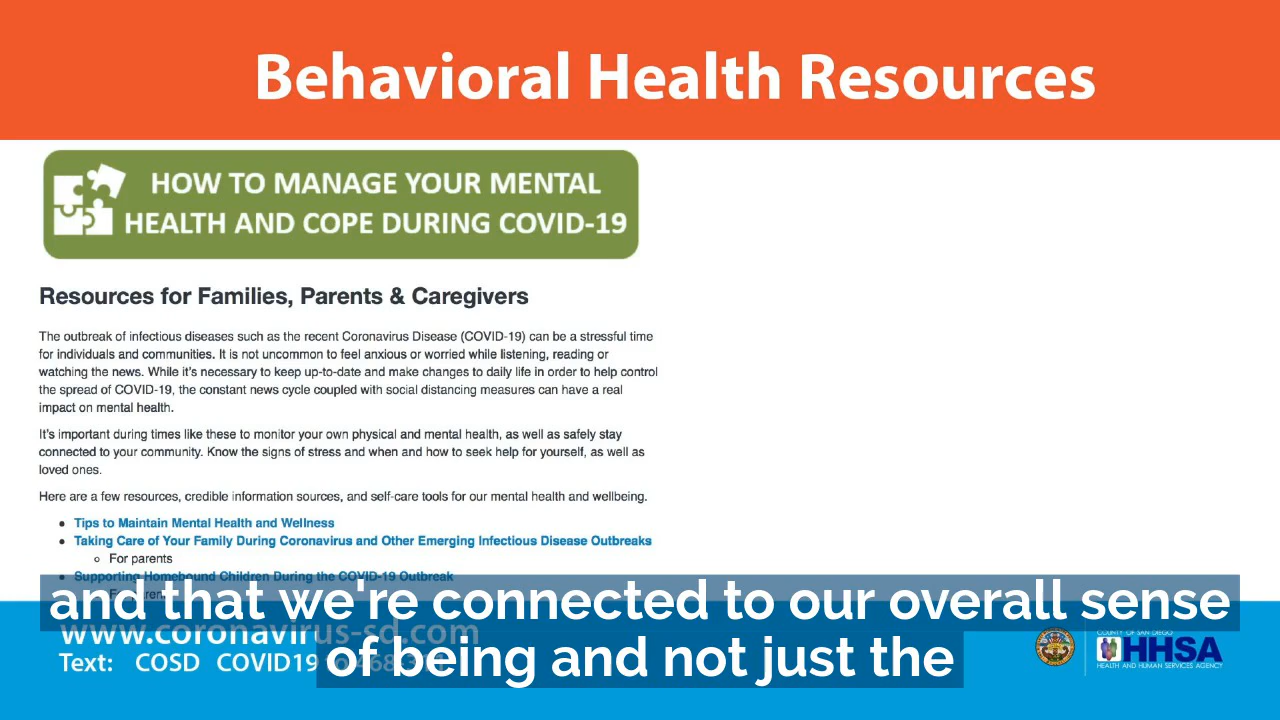 Behavioral Health Resources
HOW TO MANAGE YOUR MENTAL
HEALTH AND COPE DURING COVID-19
Resources for Families, Parents & Caregivers
The outbreak of infectious diseases such as the recent Coronavirus Disease (COVID-19) can be a stressful time
for individuals and communities. It is not uncommon to feel anxious or worried while listening, reading or
watching the news. While it's necessary to keep up-to-date and make changes to daily life in order to help control
the spread of COVID-19, the constant news cycle coupled with social distancing measures can have a real
impact on mental health.
It's important during times like these to monitor your own physical and mental health, as well as safely stay
connected to your community. Know the signs of stress and when and how to seek help for yourself, as well as
loved ones.
Here are a few resources, credible information sources, and self-care tools for our mental health and wellbeing.
• Tips to Maintain Mental Health and Wellness
• Taking Care of Your Family During Coronavirus and Other Emerging Infectious Disease Outbreaks
○ For parents
• Supporting Homebound Children During the COVID-19 Outbreak
and that we're connected to our overall sense
of being and not just the
www.coronavirus-sd.com
Text: COSD COVID19
COUNTY OF SAN DIEGO
HHSA
HEALTH AND HUMAN SERVICES AGENCY